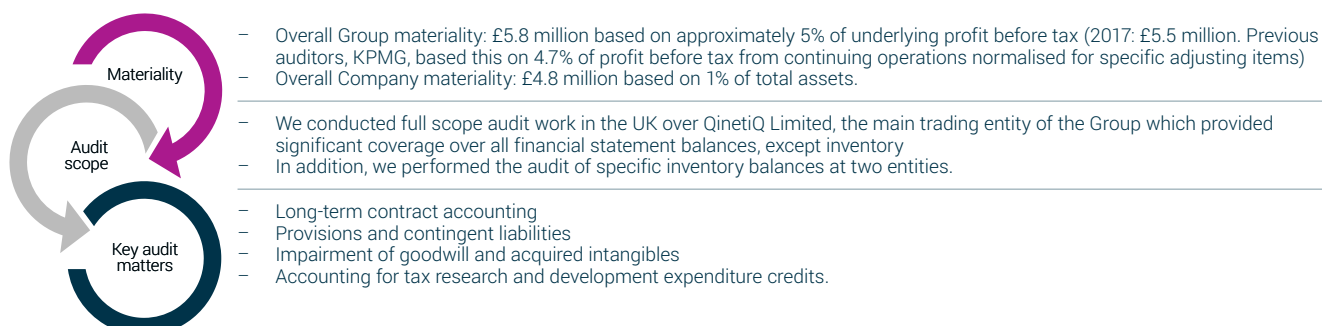 Materiality
– Overall Group materiality: £5.8 million based on approximately 5% of underlying profit before tax (2017: £5.5 million. Previous
auditors, KPMG, based this on 4.7% of profit before tax from continuing operations normalised for specific adjusting items)
– Overall Company materiality: £4.8 million based on 1% of total assets.
Audit
scope
– We conducted full scope audit work in the UK over QinetiQ Limited, the main trading entity of the Group which provided
significant coverage over all financial statement balances, except inventory
– In addition, we performed the audit of specific inventory balances at two entities.
Key audit
matters
– Long-term contract accounting
– Provisions and contingent liabilities
– Impairment of goodwill and acquired intangibles
– Accounting for tax research and development expenditure credits.